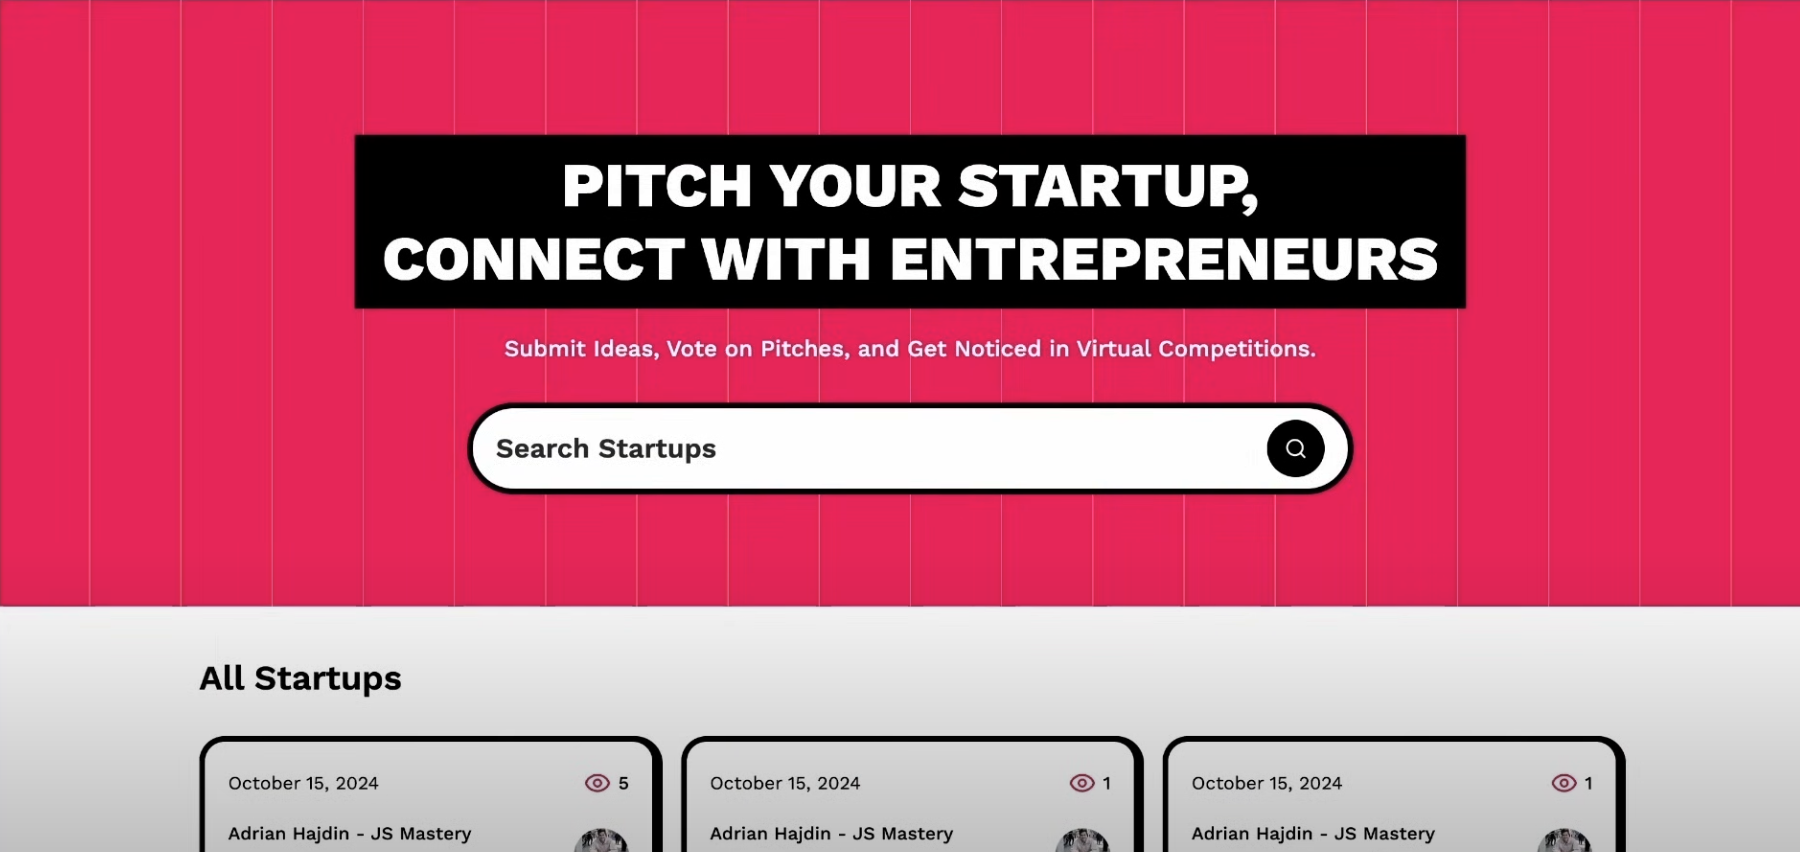 PITCH YOUR STARTUP,
CONNECT WITH ENTREPRENEURS
Submit Ideas, Vote on Pitches, and Get Noticed in Virtual Competitions.
Search Startups
All Startups
October 15, 2024 5
Adrian Hajdin - JS Mastery
October 15, 2024 1
Adrian Hajdin - JS Mastery
October 15, 2024 1
Adrian Hajdin - JS Mastery